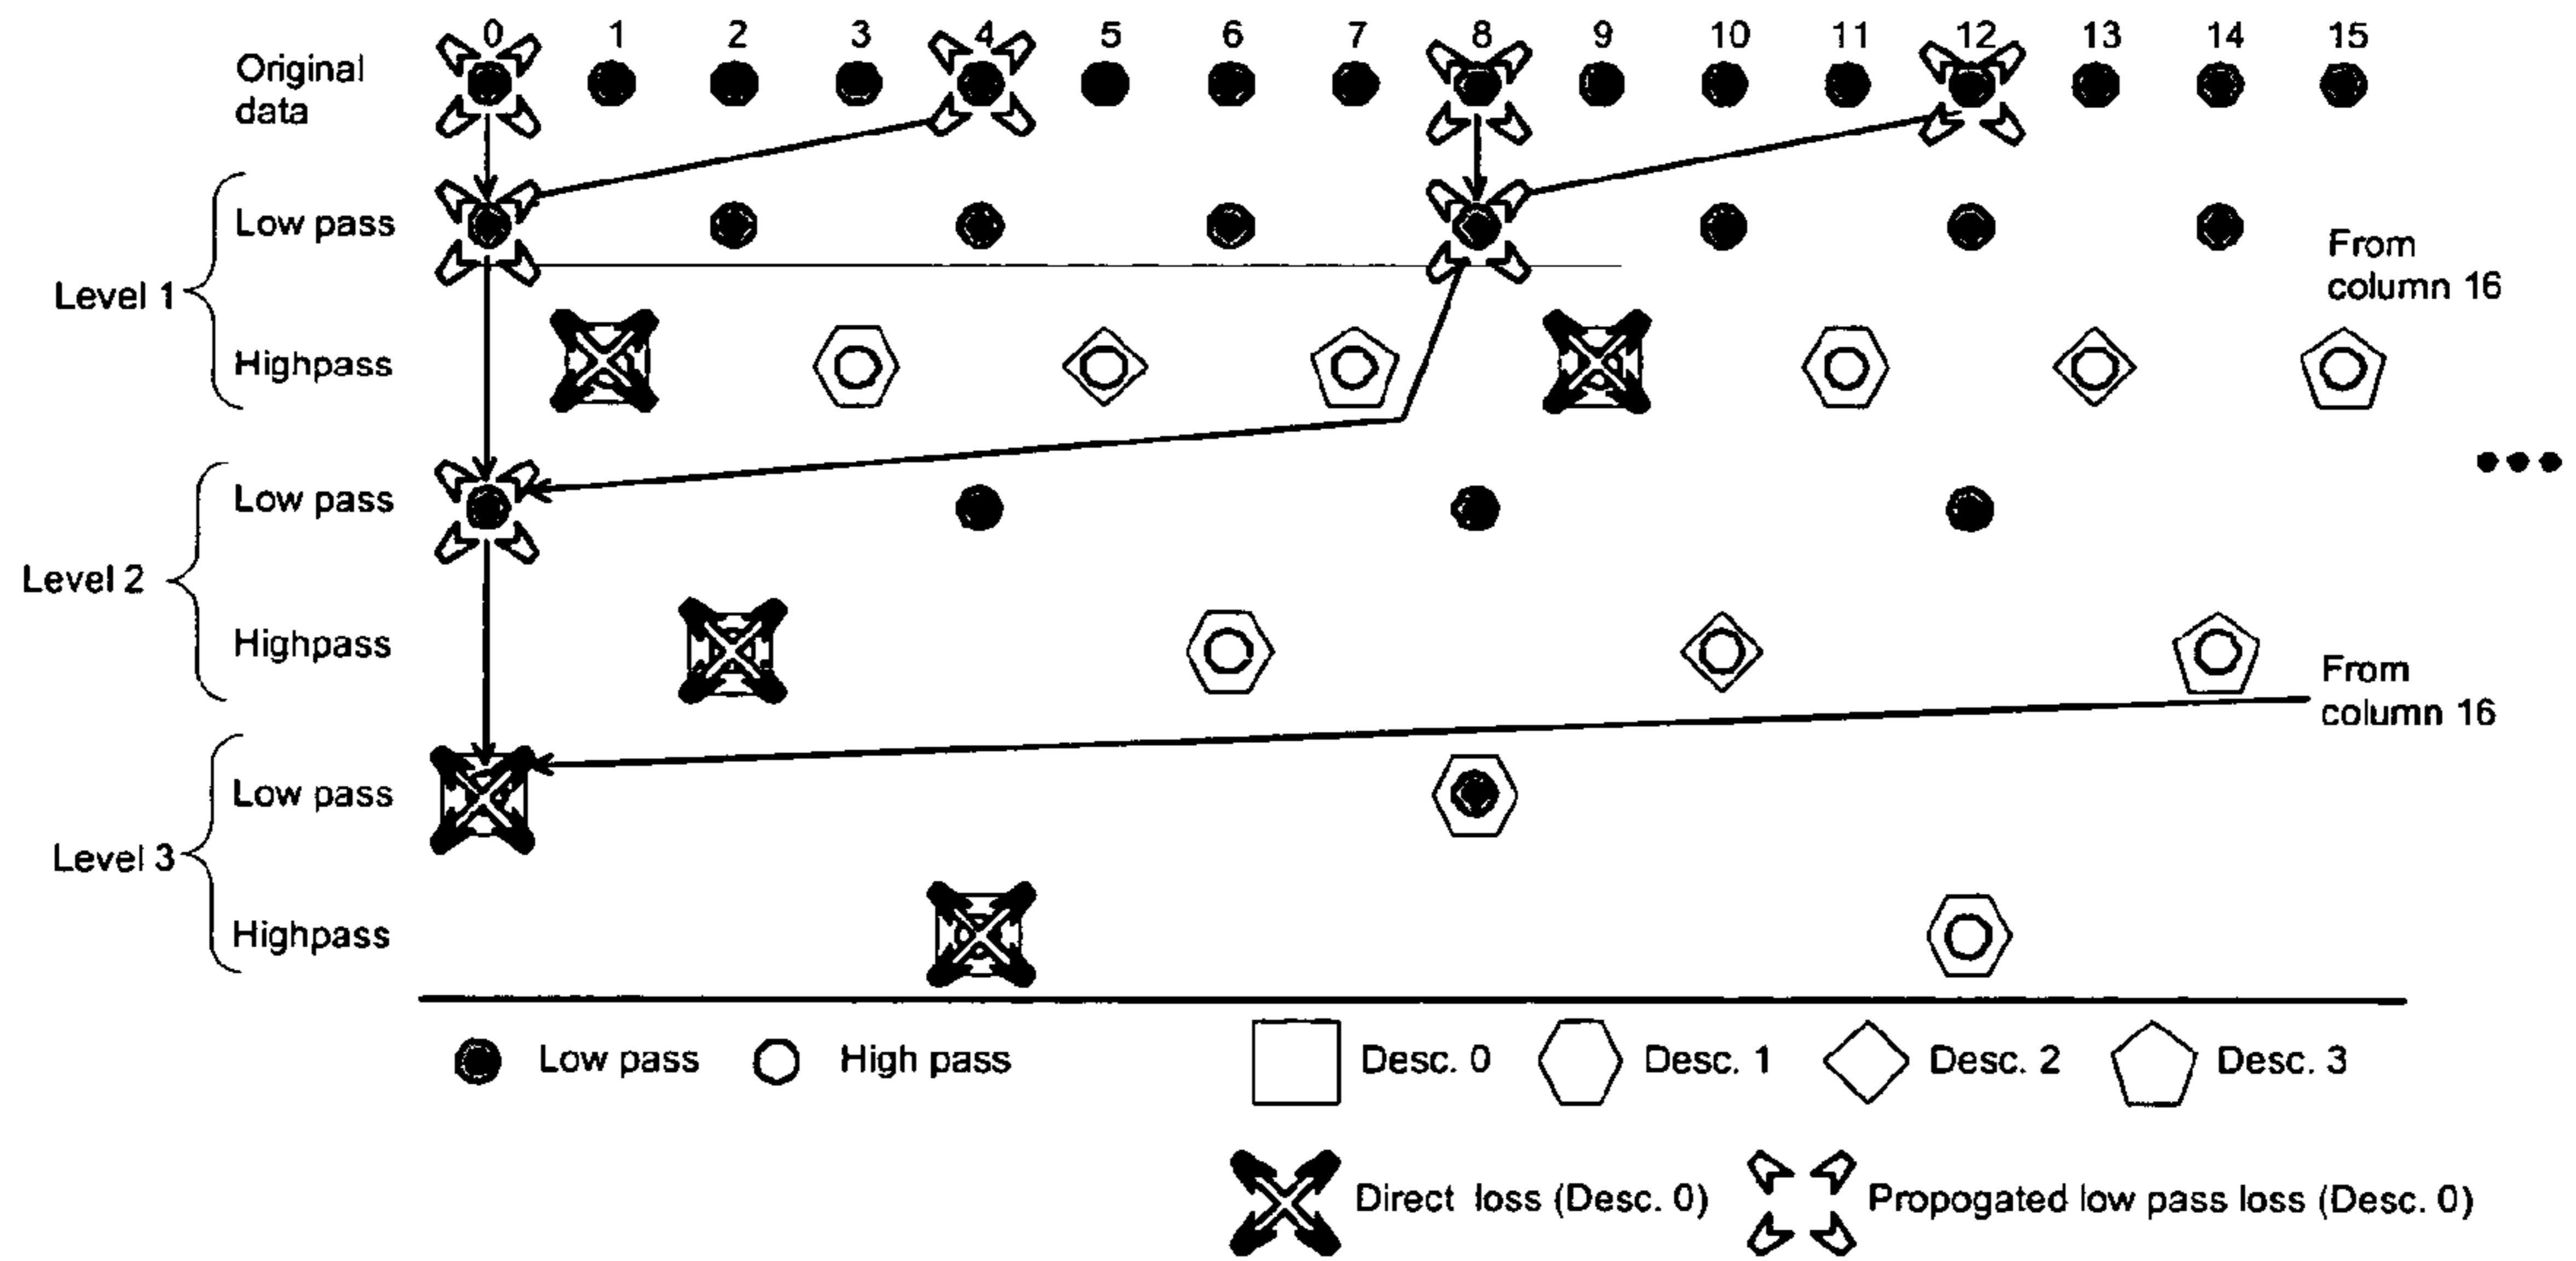 0 1 2 3 4 5 6 7 8 9 10 11 12 13 14 15
Original
data
Low pass
From
column 16
Level 1
Highpass
Low pass
Level 2
Highpass
From
column 16
Low pass
Level 3
Highpass
Low pass High pass Desc. 0 Desc. 1 Desc. 2 Desc. 3
Direct loss (Desc. 0) Propogated low pass loss (Desc. 0)